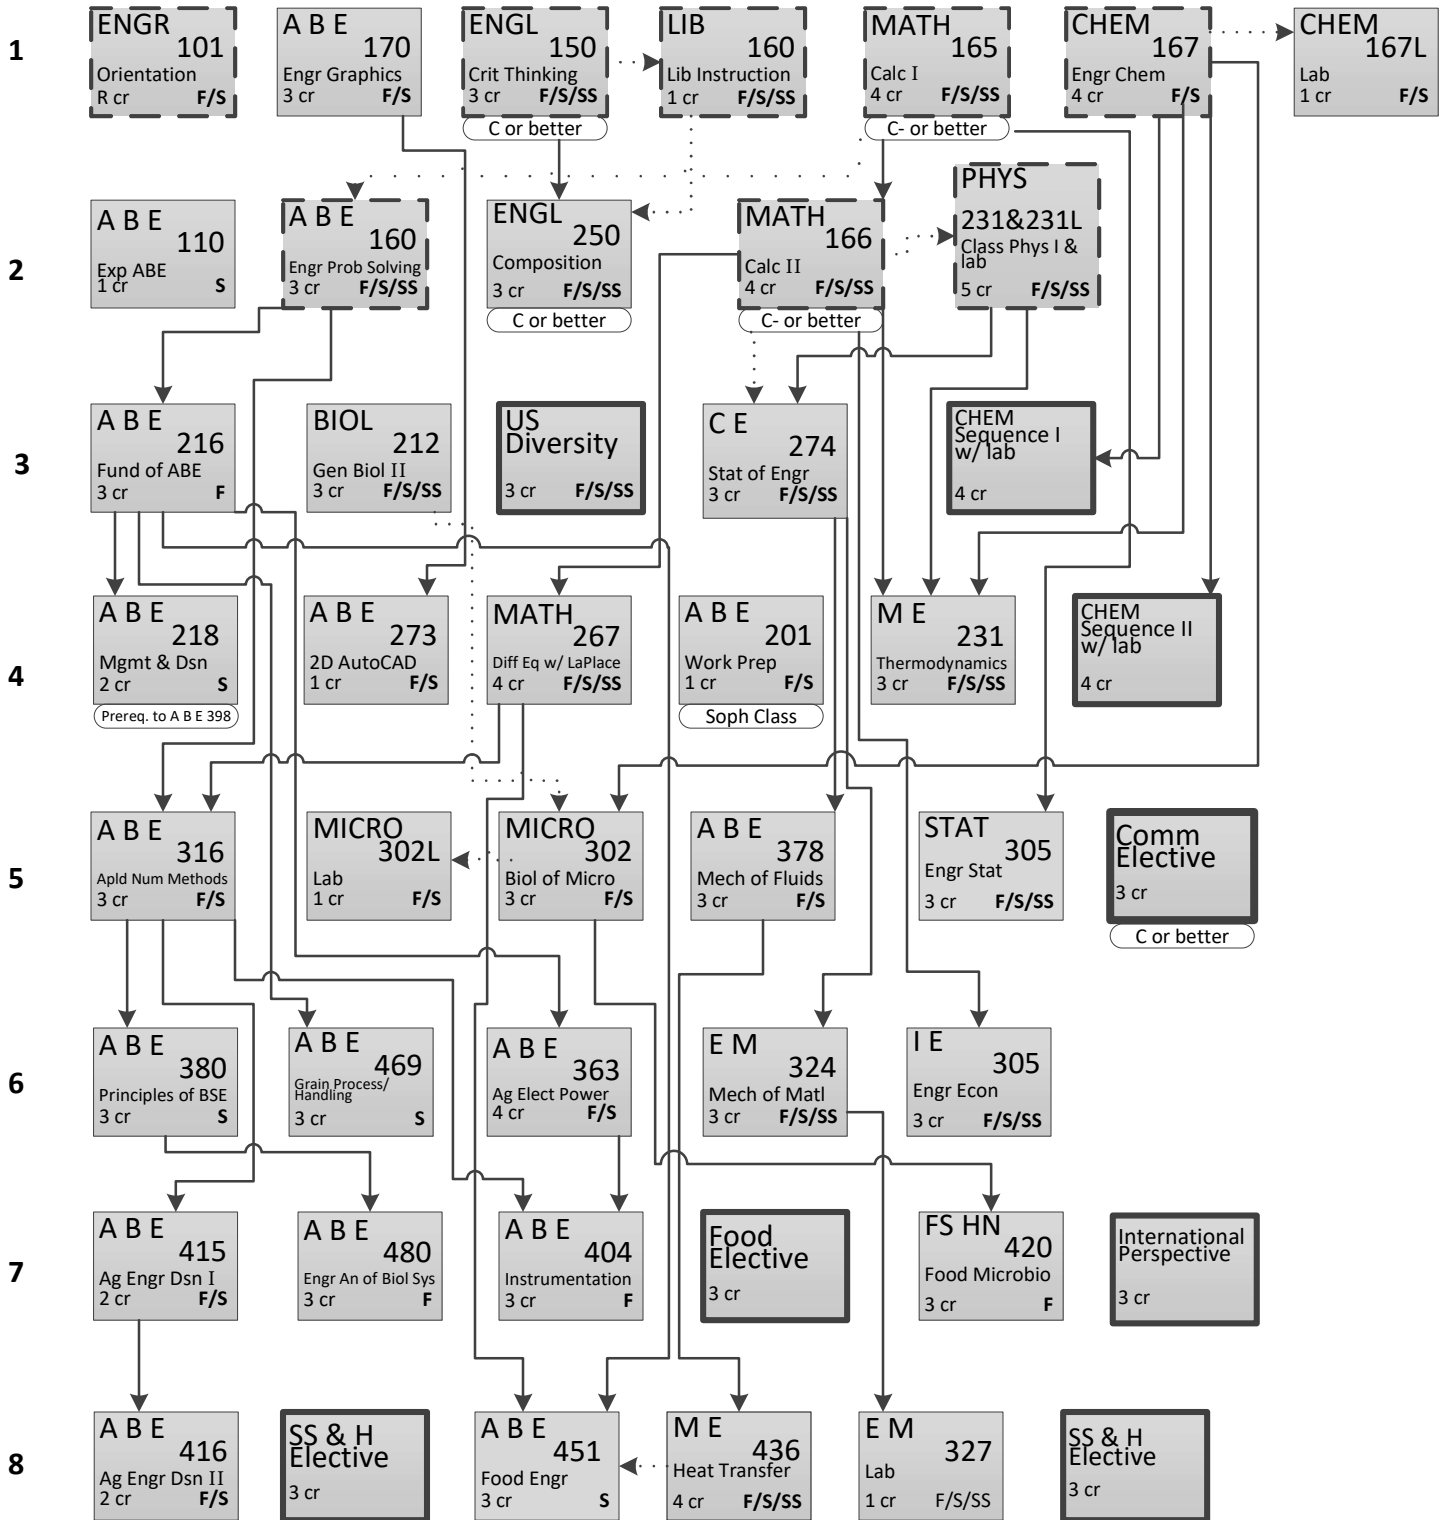 1
ENGR
101
Orientation
R cr F/S
A B E
170
Engr Graphics
3 cr F/S
ENGL
150
Crit Thinking
3 cr F/S/SS
C or better
LIB
160
Lib Instruction
1 cr F/S/SS
MATH
165
Calc I
4 cr F/S/SS
C- or better
CHEM
167
Engr Chem
4 cr F/S
CHEM
167L
Lab
1 cr F/S
2
A B E
110
Exp ABE
1 cr S
A B E
160
Engr Prob Solving
3 cr F/S/SS
ENGL
250
Composition
3 cr F/S/SS
C or better
MATH
166
Calc II
4 cr F/S/SS
C- or better
PHYS
231&231L
Class Phys I &
lab
5 cr F/S/SS
3
A B E
216
Fund of ABE
3 cr F
BIOL
212
Gen Biol II
3 cr F/S/SS
US
Diversity
3 cr F/S/SS
C E
274
Stat of Engr
3 cr F/S/SS
CHEM
Sequence I
w/ lab
4 cr
4
A B E
218
Mgmt & Dsn
2 cr S
Prereq. to A B E 398
A B E
273
2D AutoCAD
1 cr F/S
MATH
267
Diff Eq w/ LaPlace
4 cr F/S/SS
A B E
201
Work Prep
1 cr F/S
Soph Class
M E
231
Thermodynamics
3 cr F/S/SS
CHEM
Sequence II
w/ lab
4 cr
5
A B E
316
Apld Num Methods
3 cr F/S
MICRO
302L
Lab
1 cr F/S
MICRO
302
Biol of Micro
3 cr F/S
A B E
378
Mech of Fluids
3 cr F/S
STAT
305
Engr Stat
3 cr F/S/SS
Comm
Elective
3 cr
C or better
6
A B E
380
Principles of BSE
3 cr S
A B E
469
Grain Process/
Handling
3 cr S
A B E
363
Ag Elect Power
4 cr F/S
E M
324
Mech of Matl
3 cr F/S/SS
I E
305
Engr Econ
3 cr F/S/SS
7
A B E
415
Ag Engr Dsn I
2 cr F/S
A B E
480
Engr An of Biol Sys
3 cr F
A B E
404
Instrumentation
3 cr F
Food
Elective
3 cr
FS HN
420
Food Microbio
3 cr F
International
Perspective
3 cr
8
A B E
416
Ag Engr Dsn II
2 cr F/S
SS & H
Elective
3 cr
A B E
451
Food Engr
3 cr S
M E
436
Heat Transfer
4 cr F/S/SS
E M
327
Lab
1 cr F/S/SS
SS & H
Elective
3 cr